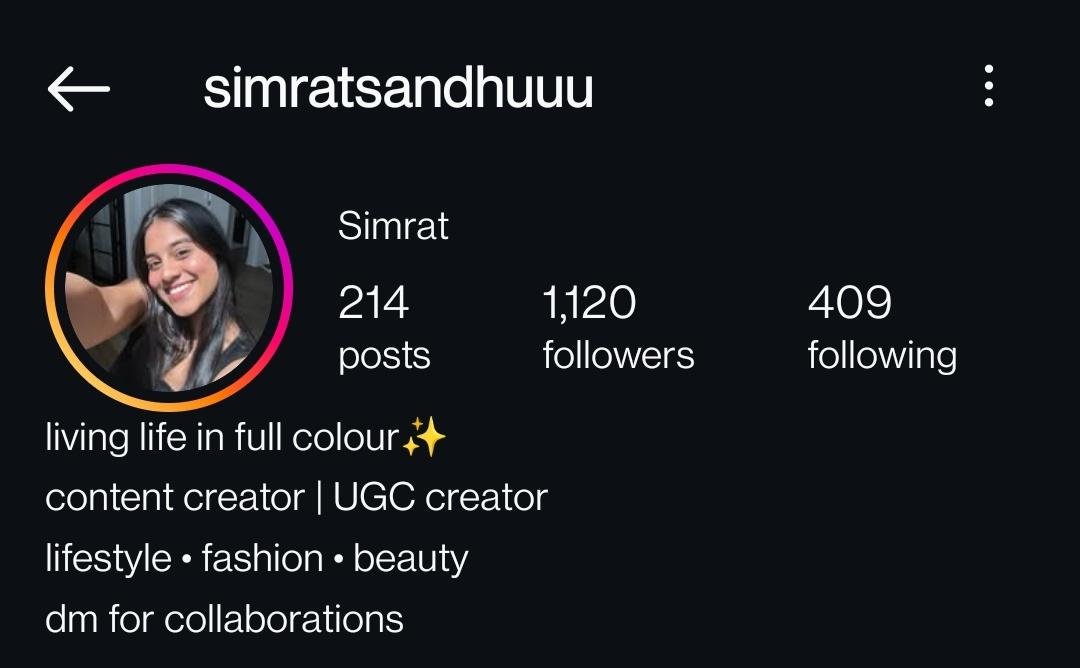 simratsandhuuu
Simrat
214 1,120 409
posts followers following
living life in full colour✨
content creator | UGC creator
lifestyle • fashion • beauty
dm for collaborations